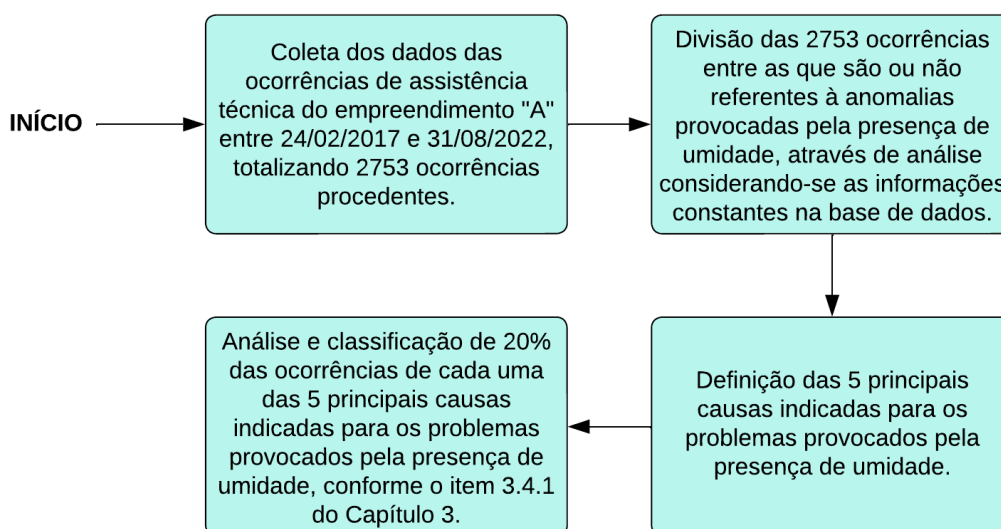 INÍCIO
Coleta dos dados das
ocorrências de assistência
técnica do empreendimento "A"
entre 24/02/2017 e 31/08/2022,
totalizando 2753 ocorrências
procedentes.
Divisão das 2753 ocorrências
entre as que são ou não
referentes à anomalias
provocadas pela presença de
umidade, através de análise
considerando-se as informações
constantes na base de dados.
Definição das 5 principais
causas indicadas para os
problemas provocados pela
presença de umidade.
Análise e classificação de 20%
das ocorrências de cada uma
das 5 principais causas
indicadas para os problemas
provocados pela presença de
umidade, conforme o item 3.4.1
do Capítulo 3.